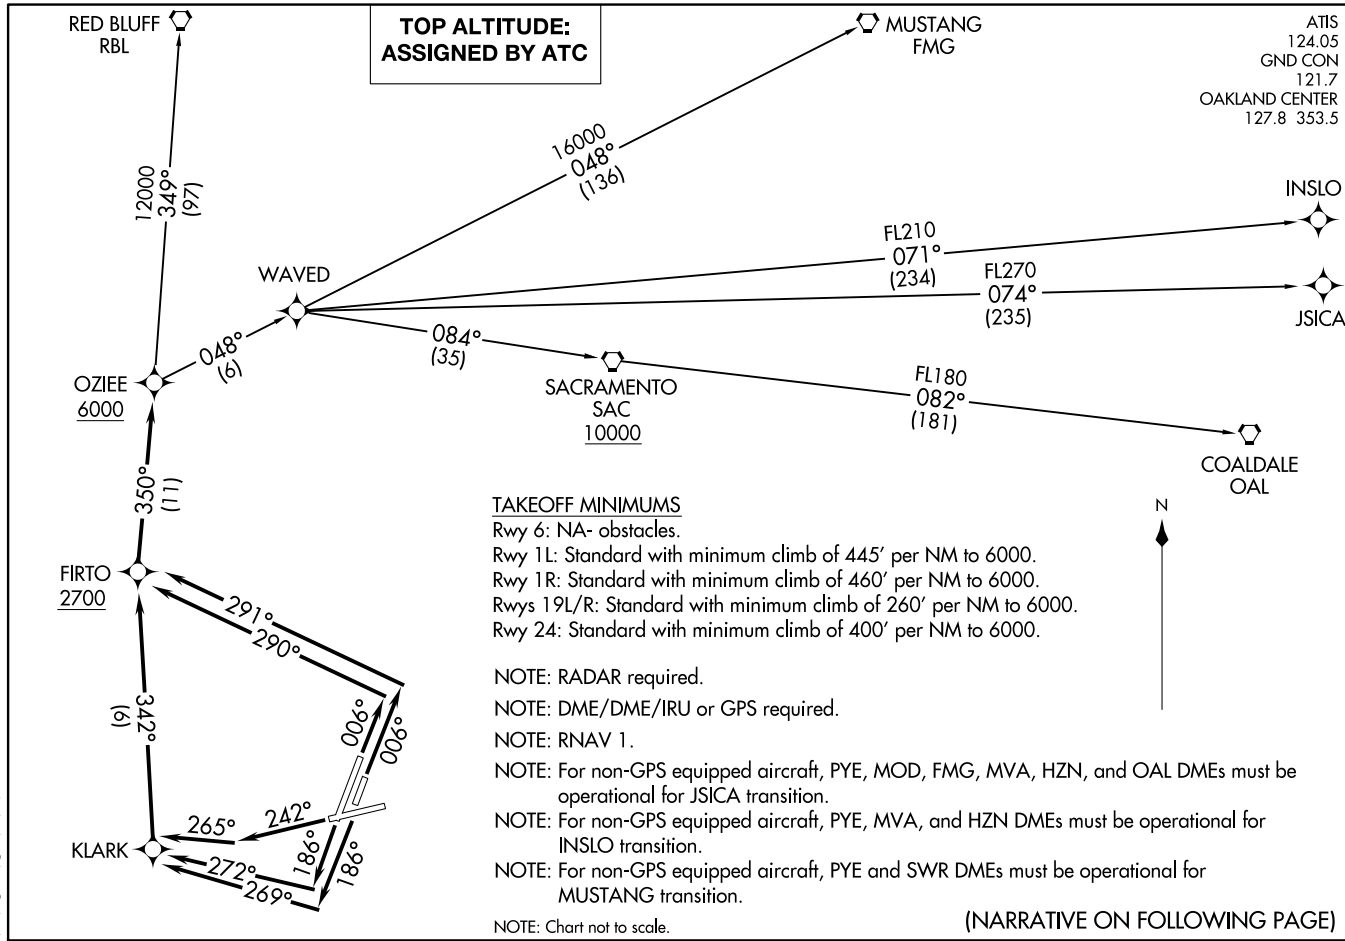 RED BLUFF
RBL
TOP ALTITUDE:
ASSIGNED BY ATC
MUSTANG
FMG
ATIS
124.05
GND CON
121.7
OAKLAND CENTER
127.8 353.5
16000
048°
(136)
12000
349°
(97)
INSLO
FL210
071°
(234)
WAVED
FL270
074°
(235)
JSICA
084°
(35)
048°
(6)
OZIEE
6000
SACRAMENTO
SAC
10000
FL180
082°
(181)
COALDALE
OAL
350°
(11)
N
FIRTO
2700
291°
290°
342°
(9)
006°
006°
242°
265°
KLARK
186°
186°
272°
269°
TAKEOFF MINIMUMS
Rwy 6: NA- obstacles.
Rwy 1L: Standard with minimum climb of 445' per NM to 6000.
Rwy 1R: Standard with minimum climb of 460' per NM to 6000.
Rwys 19L/R: Standard with minimum climb of 260' per NM to 6000.
Rwy 24: Standard with minimum climb of 400' per NM to 6000.
NOTE: RADAR required.
NOTE: DME/DME/IRU or GPS required.
NOTE: RNAV 1.
NOTE: For non-GPS equipped aircraft, PYE, MOD, FMG, MVA, HZN, and OAL DMEs must be
operational for JSICA transition.
NOTE: For non-GPS equipped aircraft, PYE, MVA, and HZN DMEs must be operational for
INSLO transition.
NOTE: For non-GPS equipped aircraft, PYE and SWR DMEs must be operational for
MUSTANG transition.
NOTE: Chart not to scale.
(NARRATIVE ON FOLLOWING PAGE)